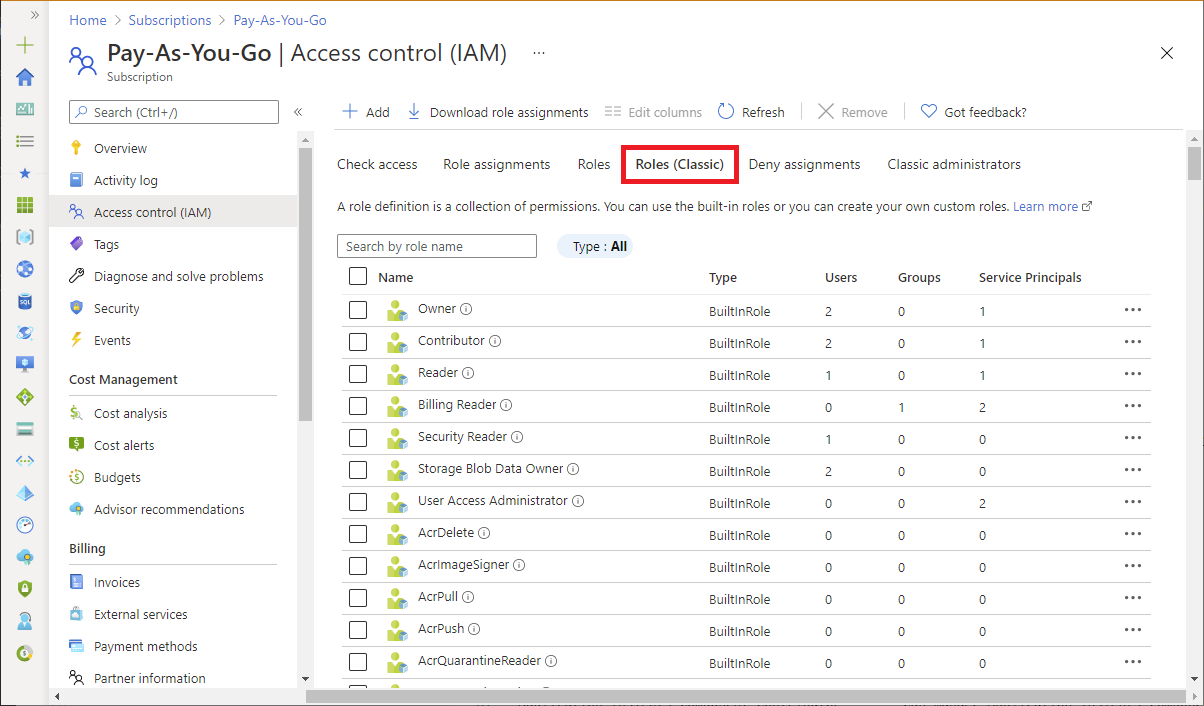 Home > Subscriptions > Pay-As-You-Go
Pay-As-You-Go | Access control (IAM) ...
Subscription
Search (Ctrl+/)
Overview
Activity log
Access control (IAM)
Tags
Diagnose and solve problems
Security
Events
Cost Management
Cost analysis
Cost alerts
Budgets
Advisor recommendations
Billing
Invoices
External services
Payment methods
Partner information
SQL
Add Download role assignments Edit columns Refresh Remove Got feedback?
Check access Role assignments Roles Roles (Classic) Deny assignments Classic administrators
A role definition is a collection of permissions. You can use the built-in roles or you can create your own custom roles. Learn more
Search by role name Type : All
Name Type Users Groups Service Principals
Owner BuiltInRole 2 0 1
Contributor BuiltInRole 2 0 1
Reader BuiltInRole 1 0 1
Billing Reader BuiltInRole 0 1 2
Security Reader BuiltInRole 1 0 0
Storage Blob Data Owner BuiltInRole 2 0 0
User Access Administrator BuiltInRole 0 0 2
AcrDelete BuiltInRole 0 0 0
AcrImageSigner BuiltInRole 0 0 0
AcrPull BuiltInRole 0 0 0
AcrPush BuiltInRole 0 0 0
AcrQuarantineReader BuiltInRole 0 0 0